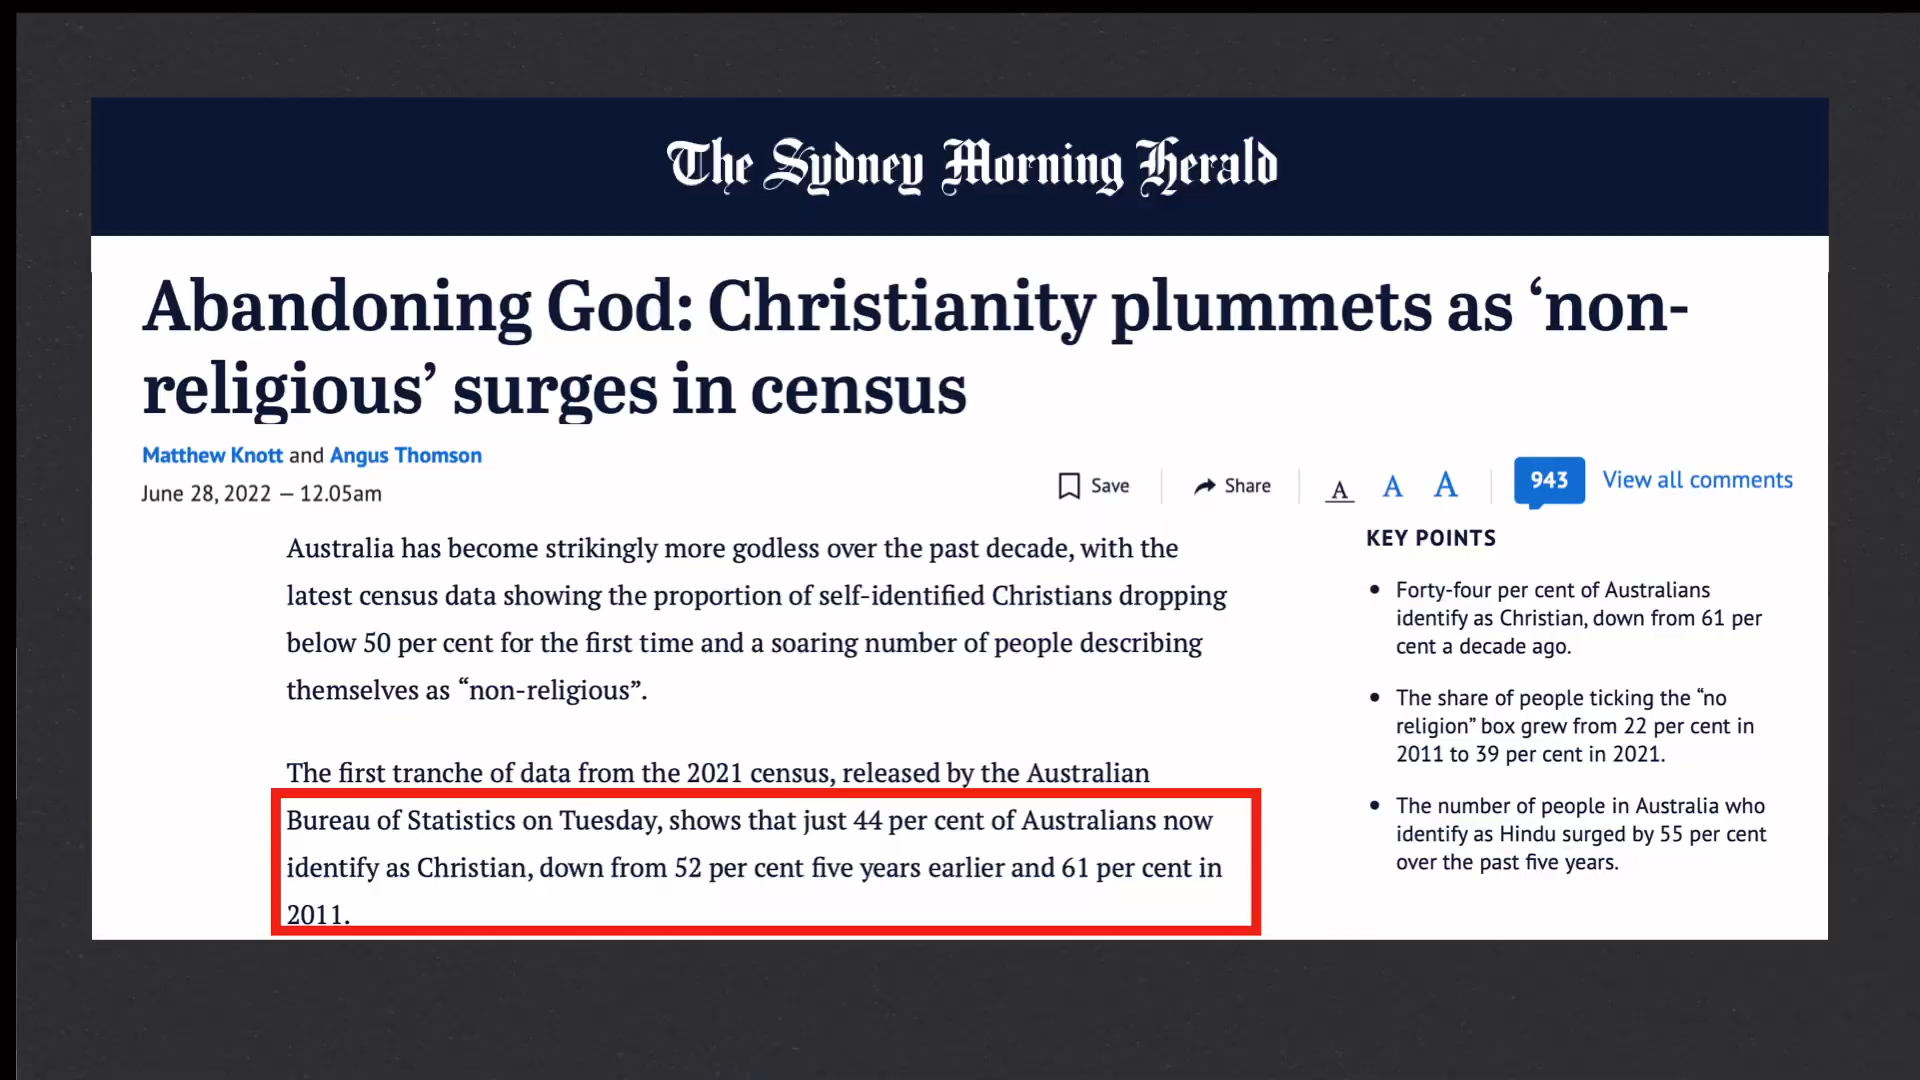 The Sydney Morning Herald
Abandoning God: Christianity plummets as ‘non-
religious’ surges in census
Matthew Knott and Angus Thomson
June 28, 2022 — 12.05am
Save
Share
A A A
943
View all comments
Australia has become strikingly more godless over the past decade, with the
latest census data showing the proportion of self-identified Christians dropping
below 50 per cent for the first time and a soaring number of people describing
themselves as “non-religious”.
The first tranche of data from the 2021 census, released by the Australian
Bureau of Statistics on Tuesday, shows that just 44 per cent of Australians now
identify as Christian, down from 52 per cent five years earlier and 61 per cent in
2011.
KEY POINTS
• Forty-four per cent of Australians
identify as Christian, down from 61 per
cent a decade ago.
• The share of people ticking the “no
religion” box grew from 22 per cent in
2011 to 39 per cent in 2021.
• The number of people in Australia who
identify as Hindu surged by 55 per cent
over the past five years.